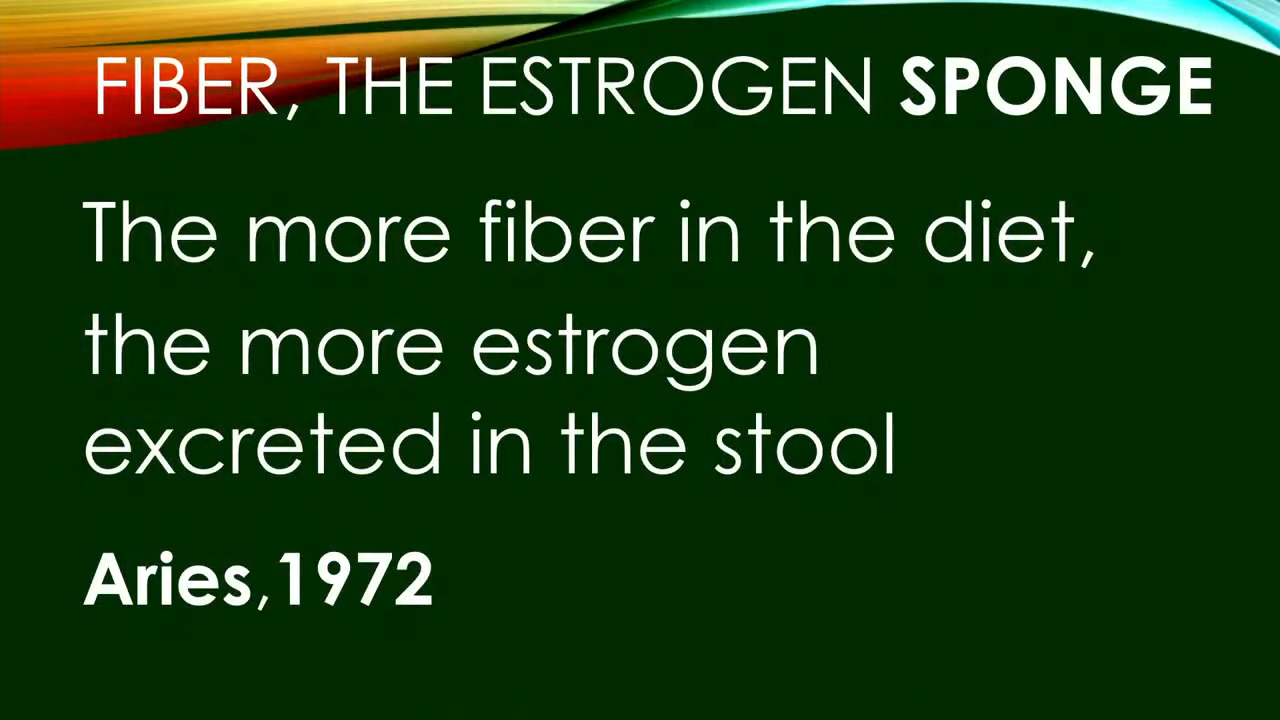 FIBER, THE ESTROGEN SPONGE
The more fiber in the diet,
the more estrogen
excreted in the stool
Aries,1972